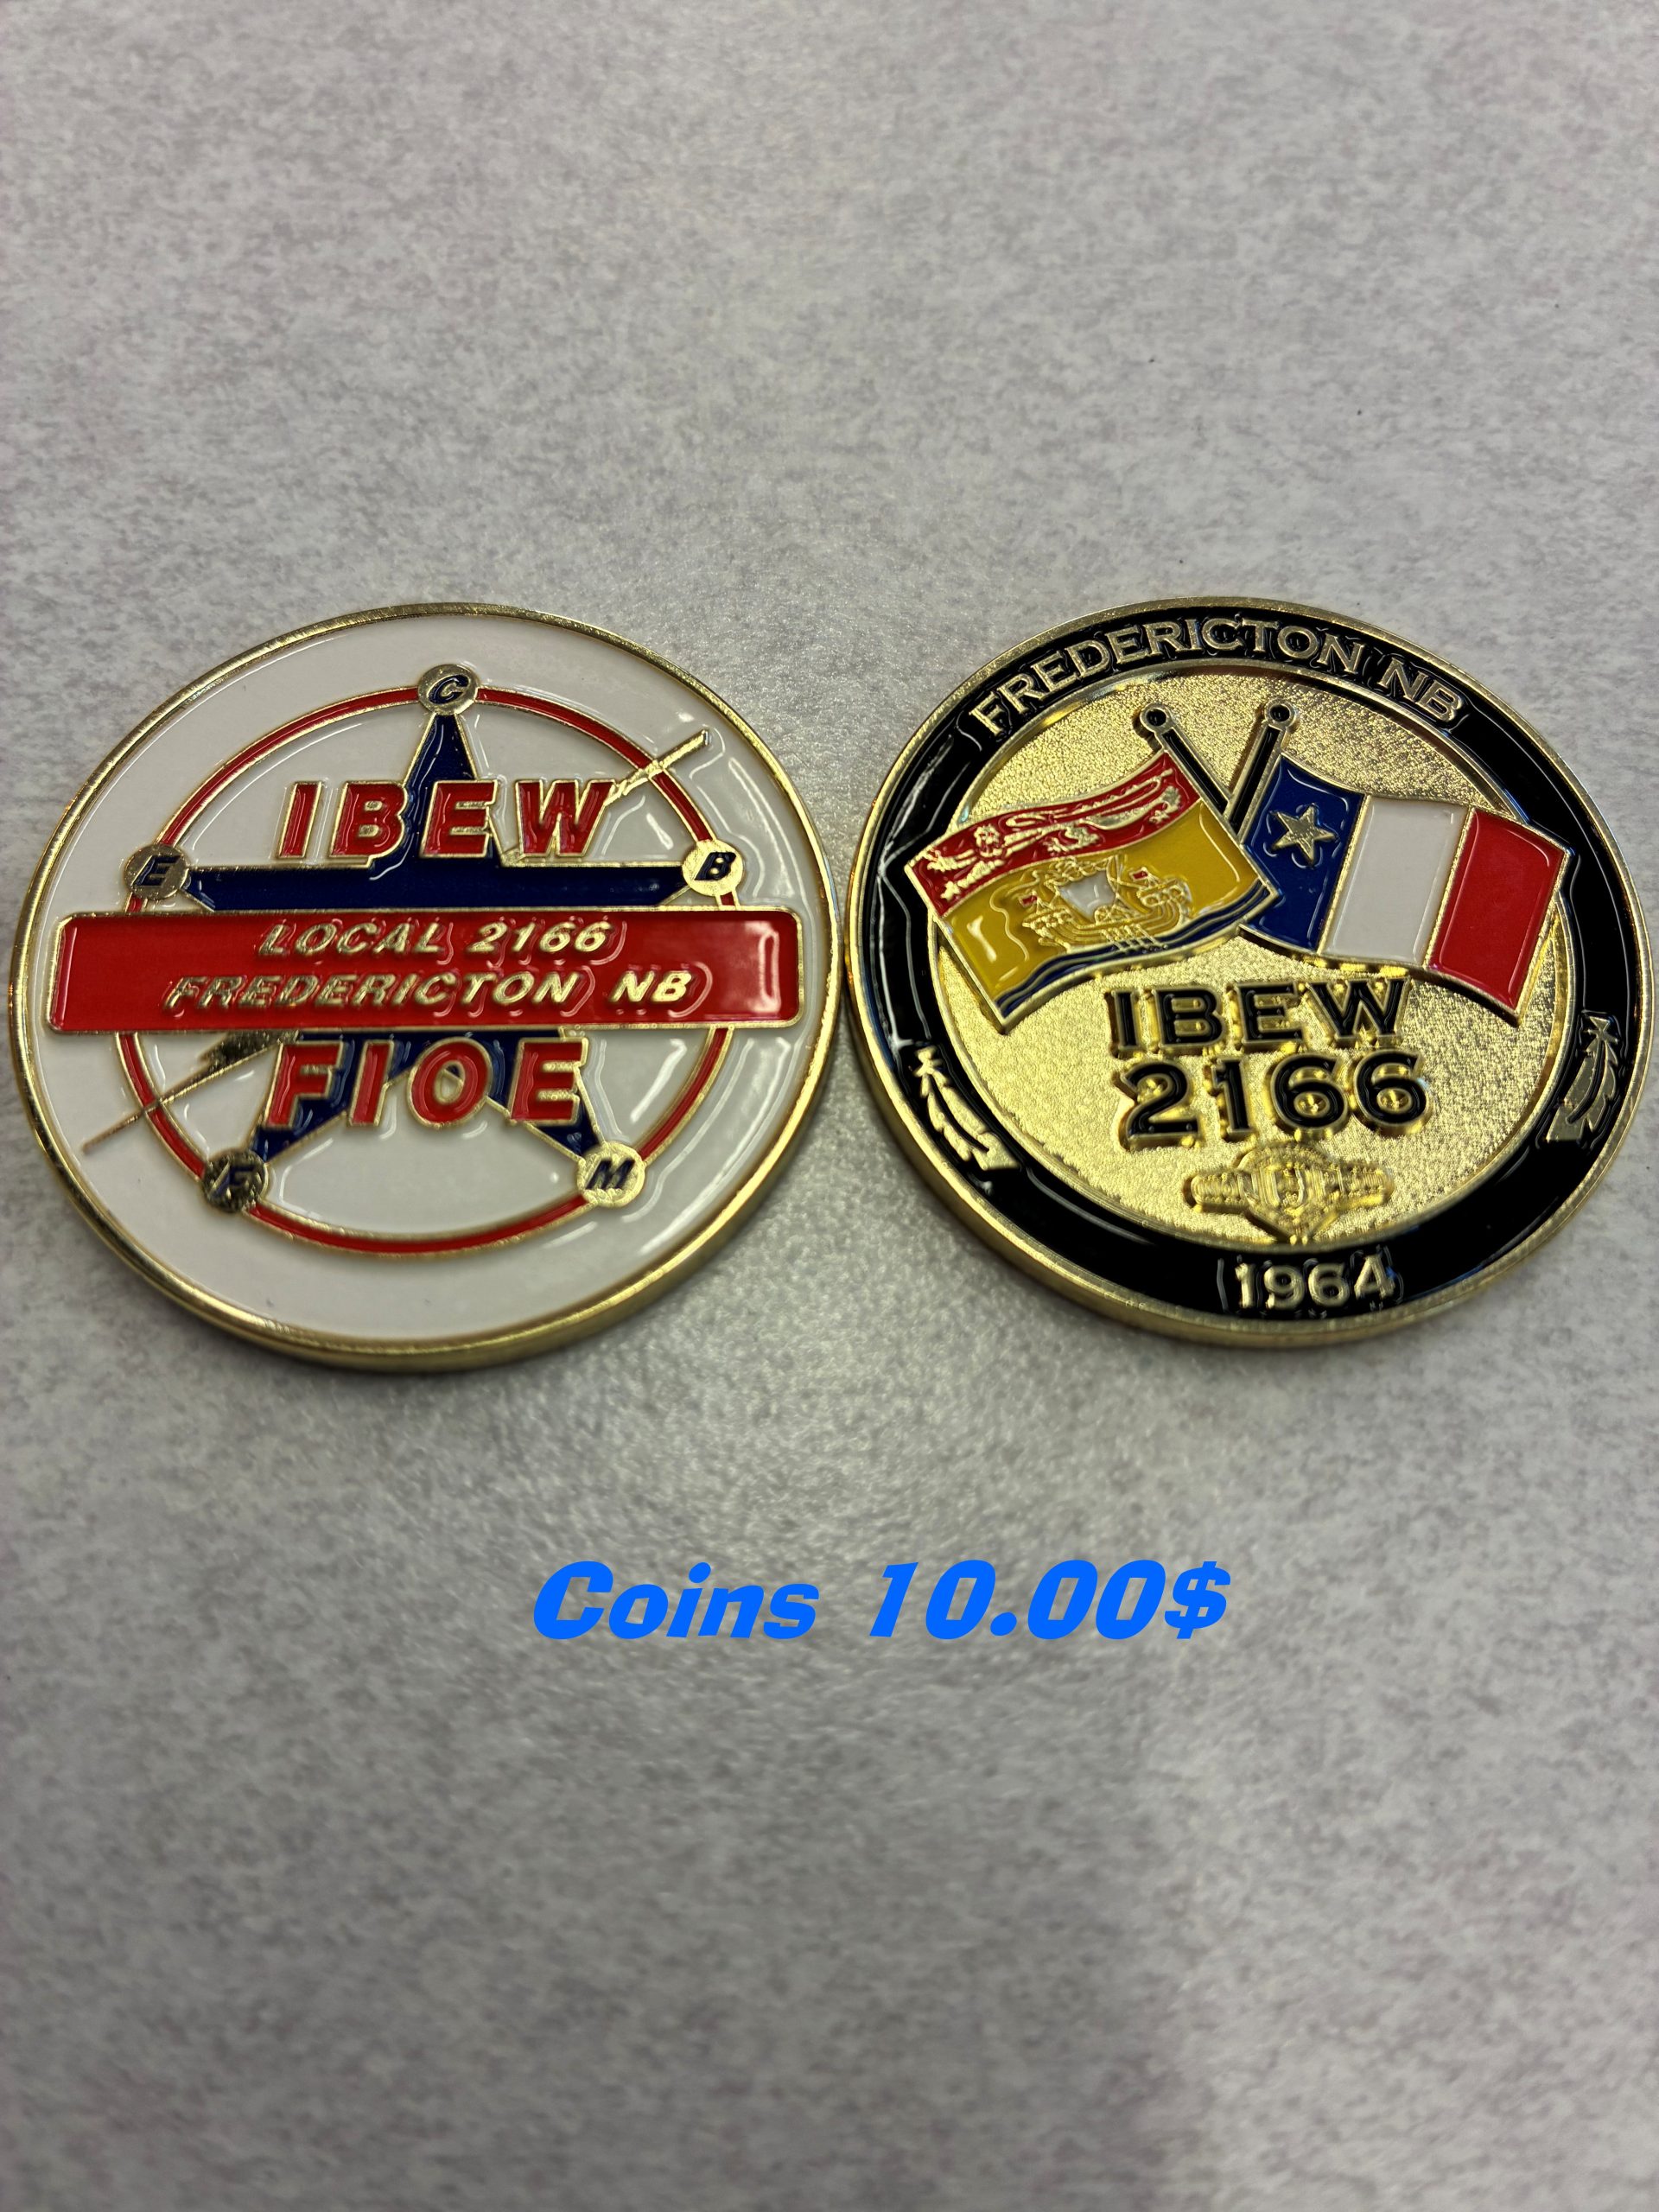 C
IBEW
E
B
LOCAL 2166
FREDERICTON NB
FIOE
F
M
FREDERICTON NB
IBEW
2166
1964
Coins 10.00$